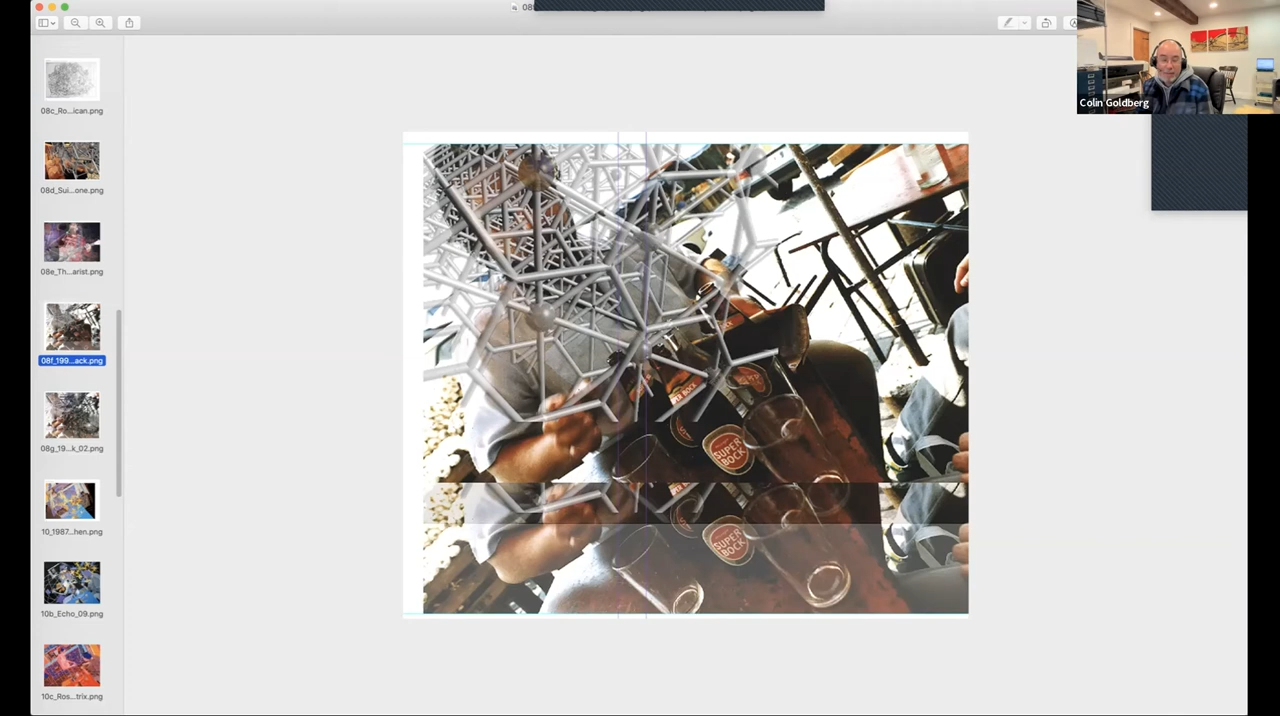 08
Colin Goldberg
08c_Ro...ican.png
08d_Sui...one.png
08e_Th...arist.png
08f_199...ack.png
08g_19...k_02.png
10_1987...hen.png
10b_Echo_09.png
10c_Ros...trix.png
SUPER BOCK
SUPER
BOCK
SUPER
BOCK